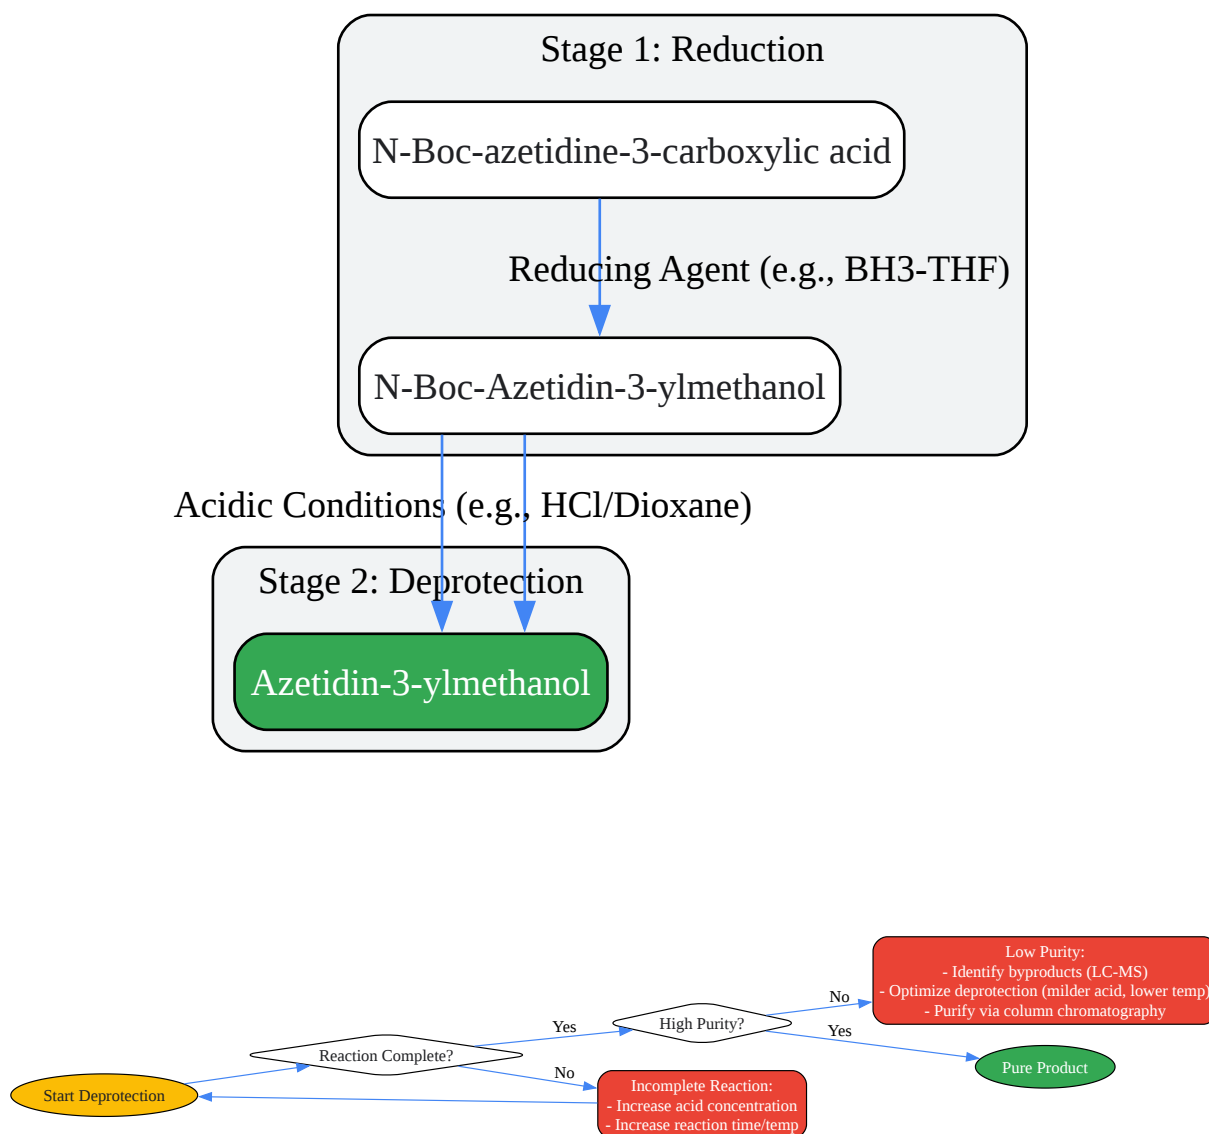 Stage 1: Reduction
N-Boc-azetidine-3-carboxylic acid
Reducing Agent (e.g., BH3-THF)
N-Boc-Azetidin-3-ylmethanol
Acidic Conditions (e.g., HCl/Dioxane)
Stage 2: Deprotection
Azetidin-3-ylmethanol
Start Deprotection
Reaction Complete?
Yes
No
Incomplete Reaction:
- Increase acid concentration
- Increase reaction time/temp
High Purity?
No
Yes
Low Purity:
- Identify byproducts (LC-MS)
- Optimize deprotection (milder acid, lower temp)
- Purify via column chromatography
Pure Product